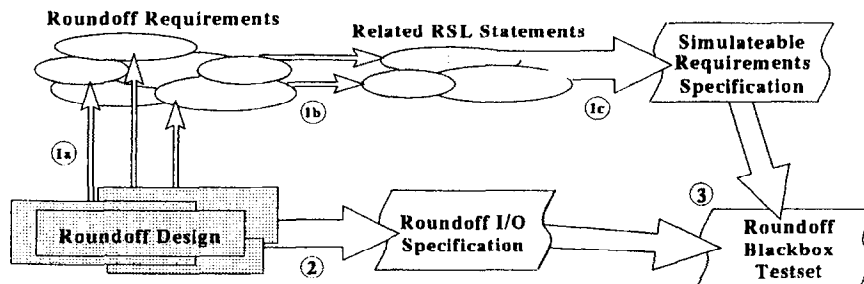 Roundoff Requirements
Related RSL Statements
Simulateable
Requirements
Specification
1b
1c
1a
3
Roundoff Design
Roundoff I/O
Specification
Roundoff
Blackbox
Testset
2